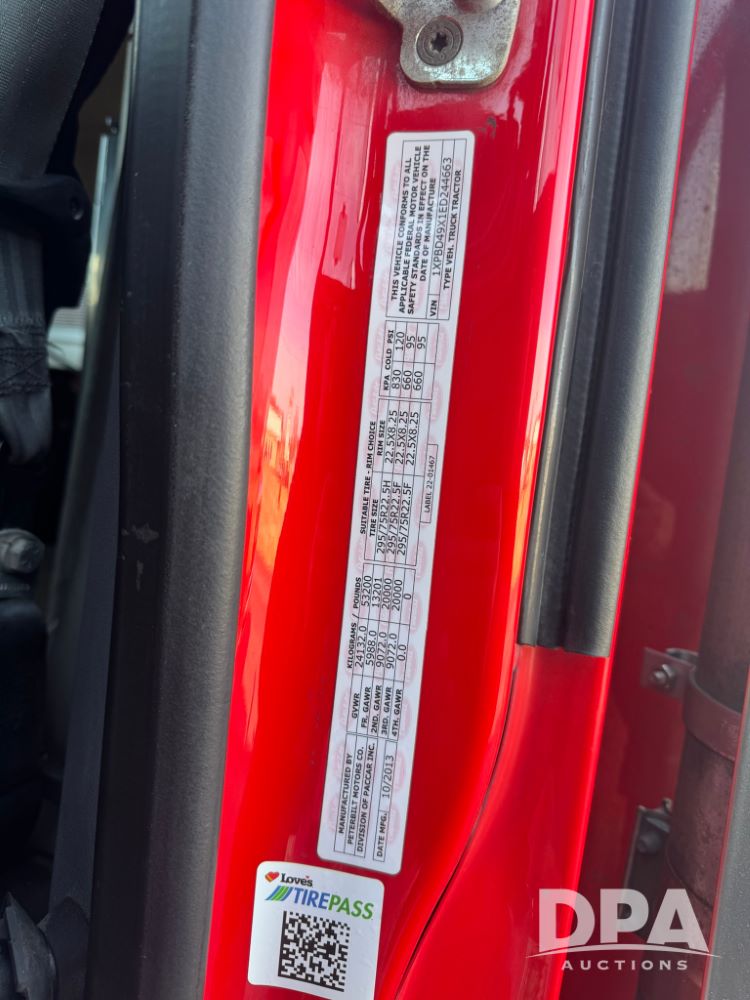 MANUFACTURED BY
PETERBILT MOTORS CO.
DIVISION OF PACCAR INC.
DATE MFG. 10/2013
KILOGRAMS / POUNDS
GVWR 24132.0 53200
FR. GAWR 5988.0 13201
2ND. GAWR 9072.0 20000
3RD. GAWR 9072.0 20000
4TH. GAWR 0.0 0
SUITABLE TIRE - RIM CHOICE
TIRE SIZE RIM SIZE
295/75R22.5H 22.5X8.25
295/75R22.5F 22.5X8.25
295/75R22.5F 22.5X8.25
LABEL 22-01467
KPA COLD PSI
830 120
660 95
660 95
THIS VEHICLE CONFORMS TO ALL
APPLICABLE FEDERAL MOTOR VEHICLE
SAFETY STANDARDS IN EFFECT ON THE
DATE OF MANUFACTURE
VIN 1XPBD49X1ED244663
TYPE VEH. TRUCK TRACTOR
Love's
TIREPASS
DPA
AUCTIONS